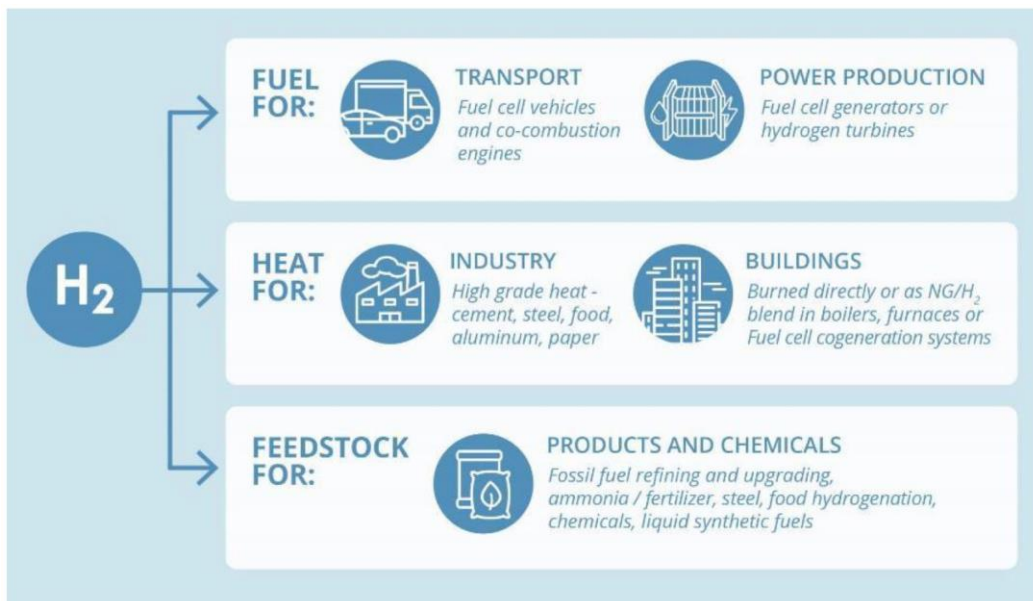 H₂
FUEL
FOR:
TRANSPORT
Fuel cell vehicles
and co-combustion
engines
POWER PRODUCTION
Fuel cell generators or
hydrogen turbines
HEAT
FOR:
INDUSTRY
High grade heat -
cement, steel, food,
aluminum, paper
BUILDINGS
Burned directly or as NG/H₂
blend in boilers, furnaces or
Fuel cell cogeneration systems
FEEDSTOCK
FOR:
PRODUCTS AND CHEMICALS
Fossil fuel refining and upgrading,
ammonia / fertilizer, steel, food hydrogenation,
chemicals, liquid synthetic fuels